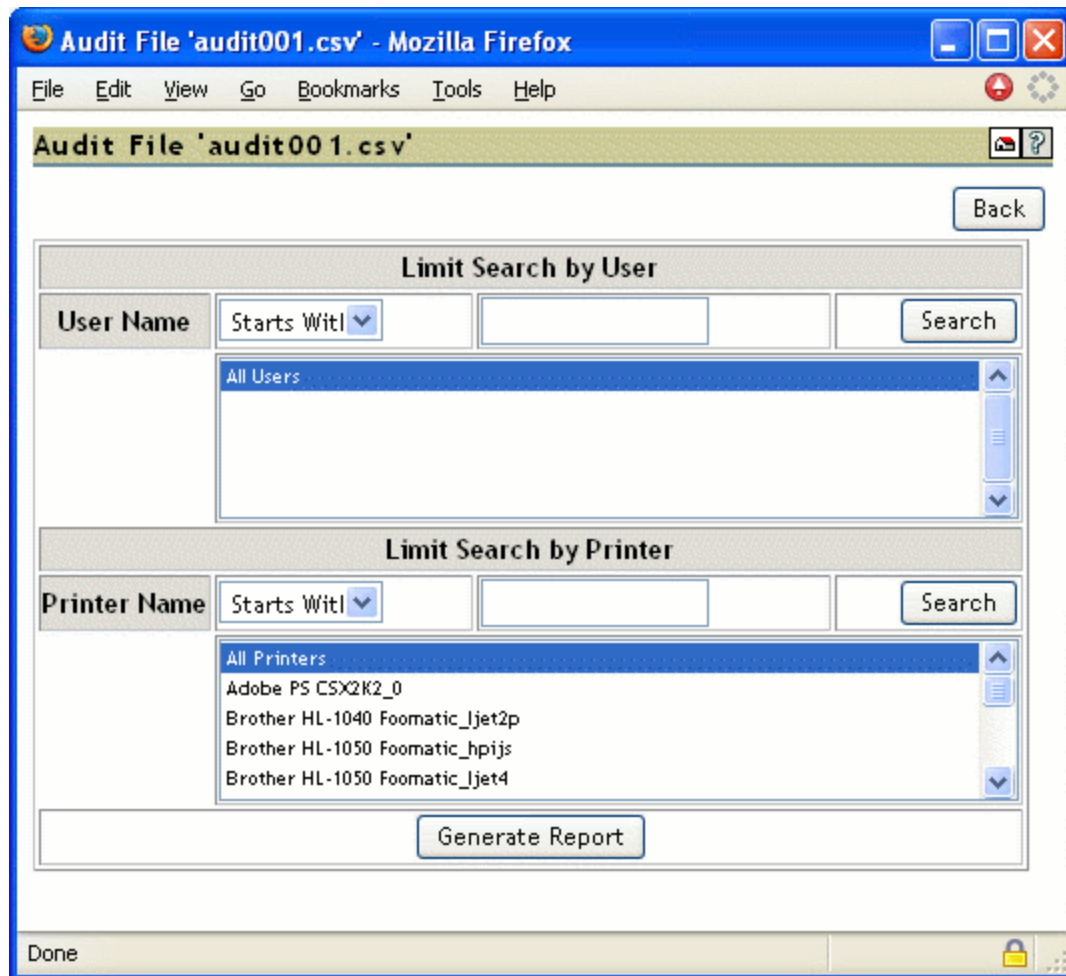 Audit File 'audit001.csv' - Mozilla Firefox
File Edit View Go Bookmarks Tools Help
Audit File 'audit001.csv'
?
Back
Limit Search by User
User Name Starts Witl Search
All Users
Limit Search by Printer
Printer Name Starts Witl Search
All Printers
Adobe PS CSX2K2_0
Brother HL-1040 Foomatic_ljet2p
Brother HL-1050 Foomatic_hpijs
Brother HL-1050 Foomatic_ljet4
Generate Report
Done